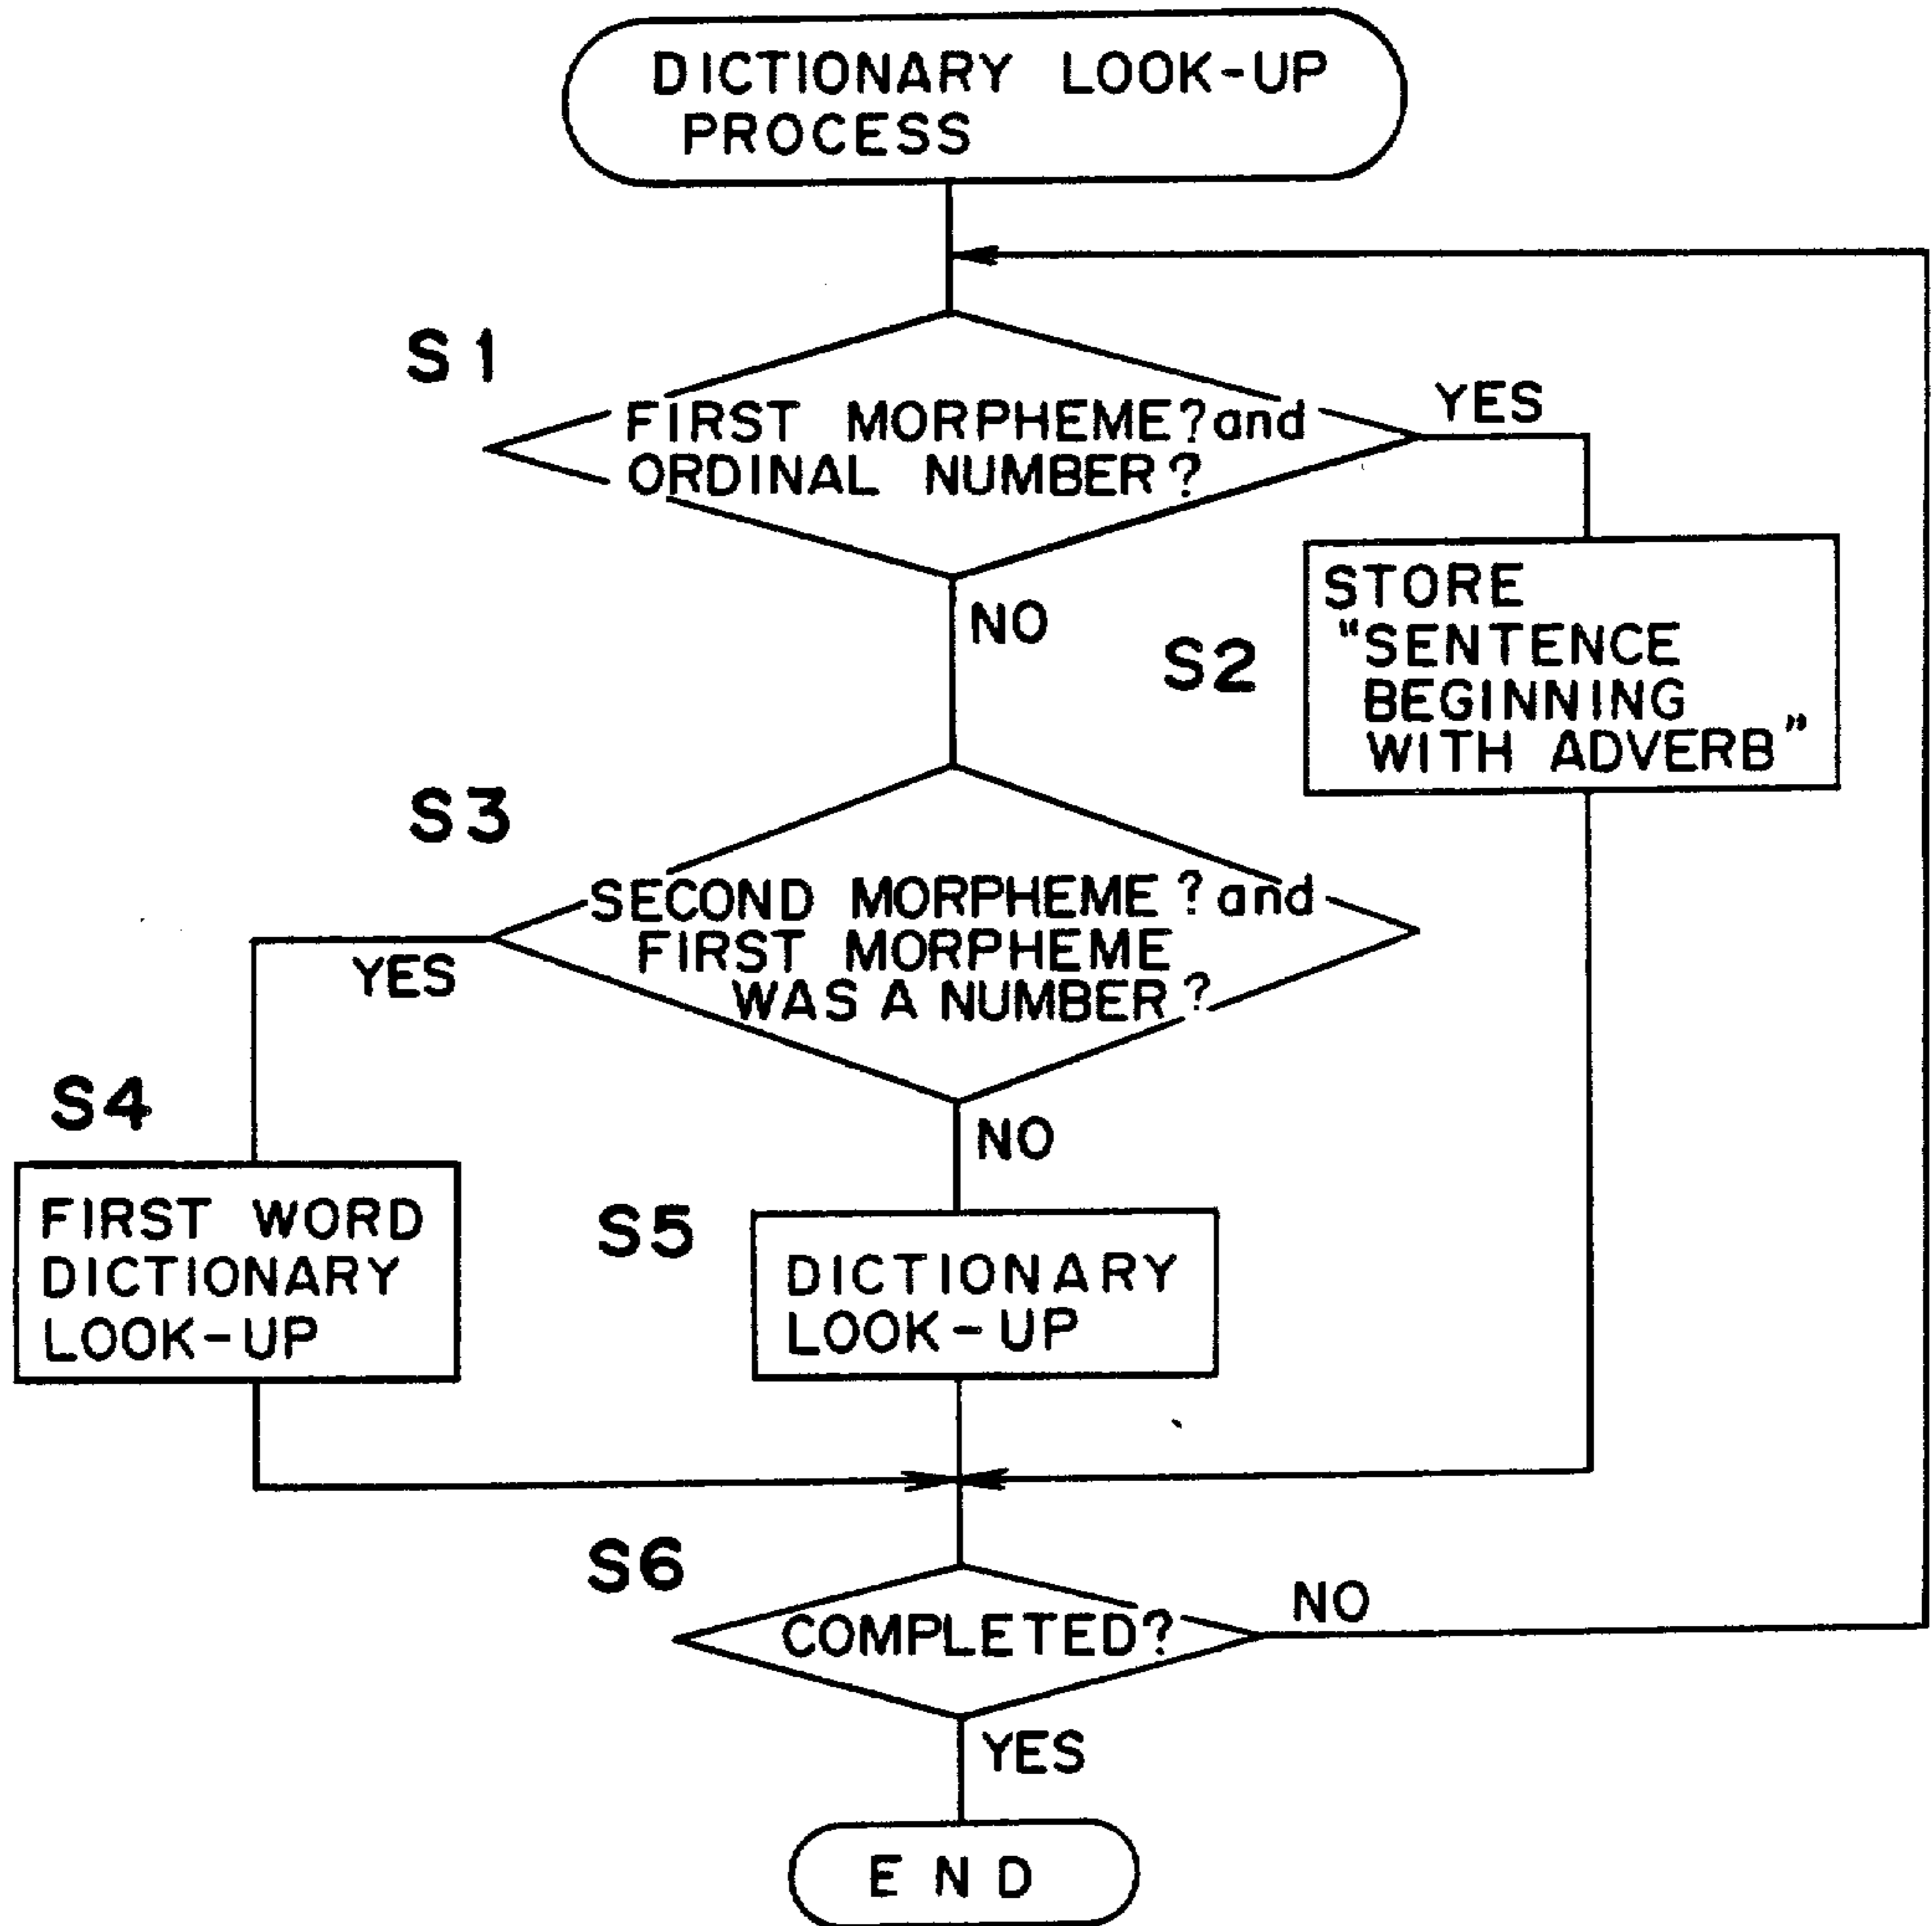 DICTIONARY LOOK-UP
PROCESS
S1
FIRST MORPHEME? and
ORDINAL NUMBER?
YES
NO
S2
STORE
"SENTENCE
BEGINNING
WITH ADVERB"
S3
SECOND MORPHEME? and
FIRST MORPHEME
WAS A NUMBER?
YES
NO
S4
FIRST WORD
DICTIONARY
LOOK-UP
S5
DICTIONARY
LOOK-UP
S6
COMPLETED?
NO
YES
END